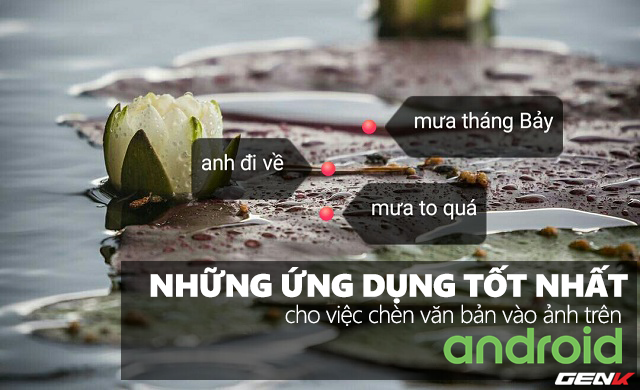 mưa tháng Bảy
anh đi về
mưa to quá
NHỮNG ỨNG DỤNG TỐT NHẤT
cho việc chèn văn bản vào ảnh trên
android
GENK